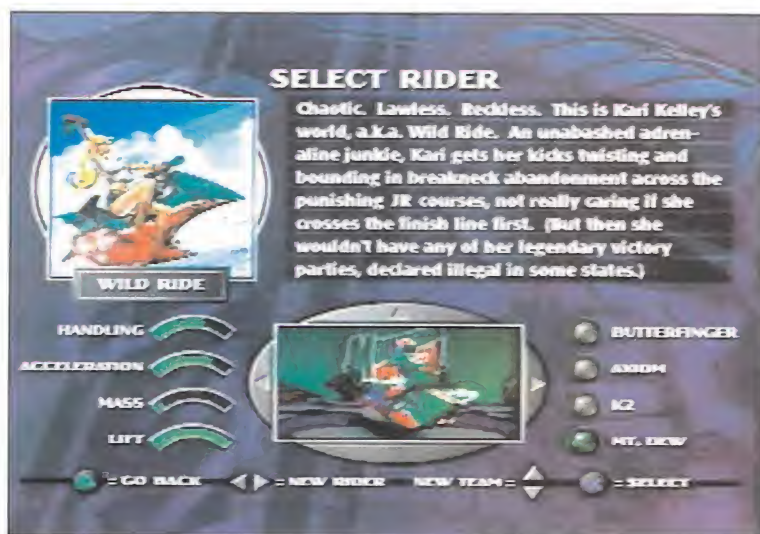 SELECT RIDER
Chaotic. Lawless. Reckless. This is Kari Kelley's
world, a.k.a. Wild Ride. An unabashed adren-
aline junkie, Kari gets her kicks twisting and
bounding in breakneck abandonment across the
punishing JR courses, not really caring if she
crosses the finish line first. (But then she
wouldn't have any of her legendary victory
parties, declared illegal in some states.)
WILD RIDE
HANDLING
ACCELERATION
MASS
LIFT
BUTTERFINGER
AXIOM
K2
MT. DEW
= GO BACK = NEW RIDER NEW TEAM = = SELECT